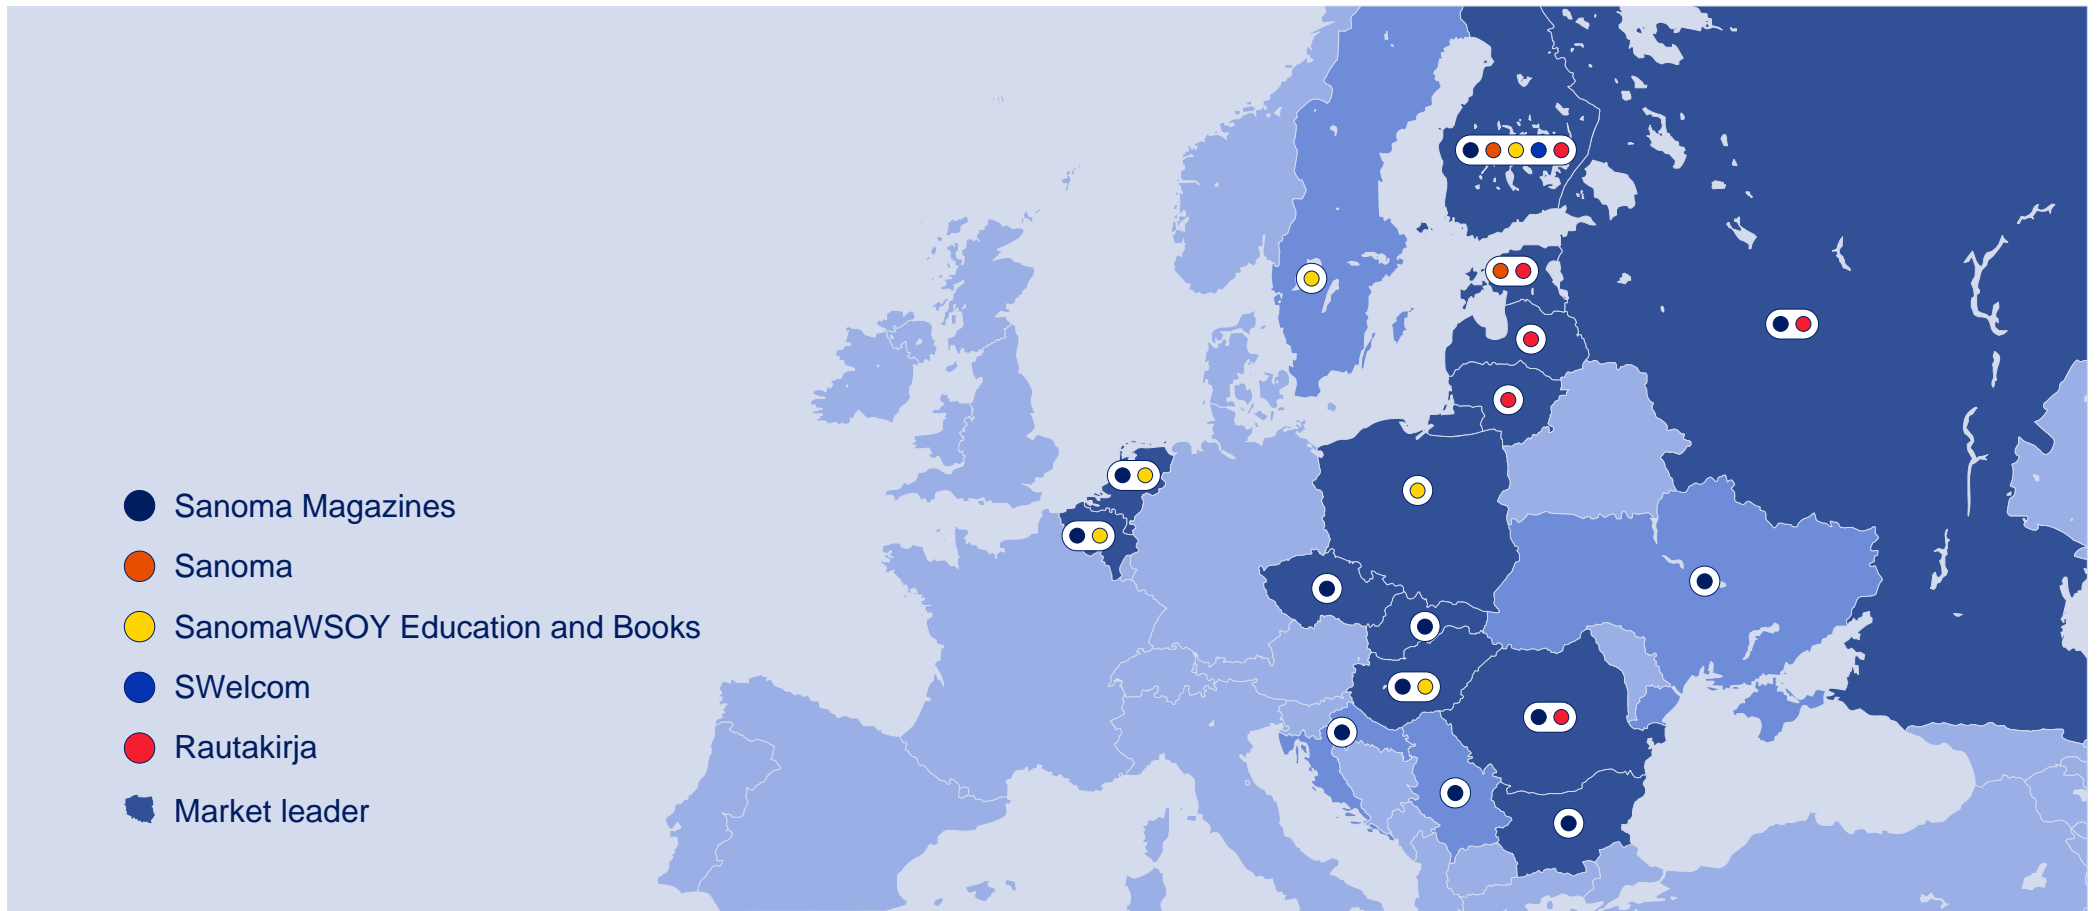 Sanoma Magazines
Sanoma
SanomaWSOY Education and Books
SWelcom
Rautakirja
Market leader